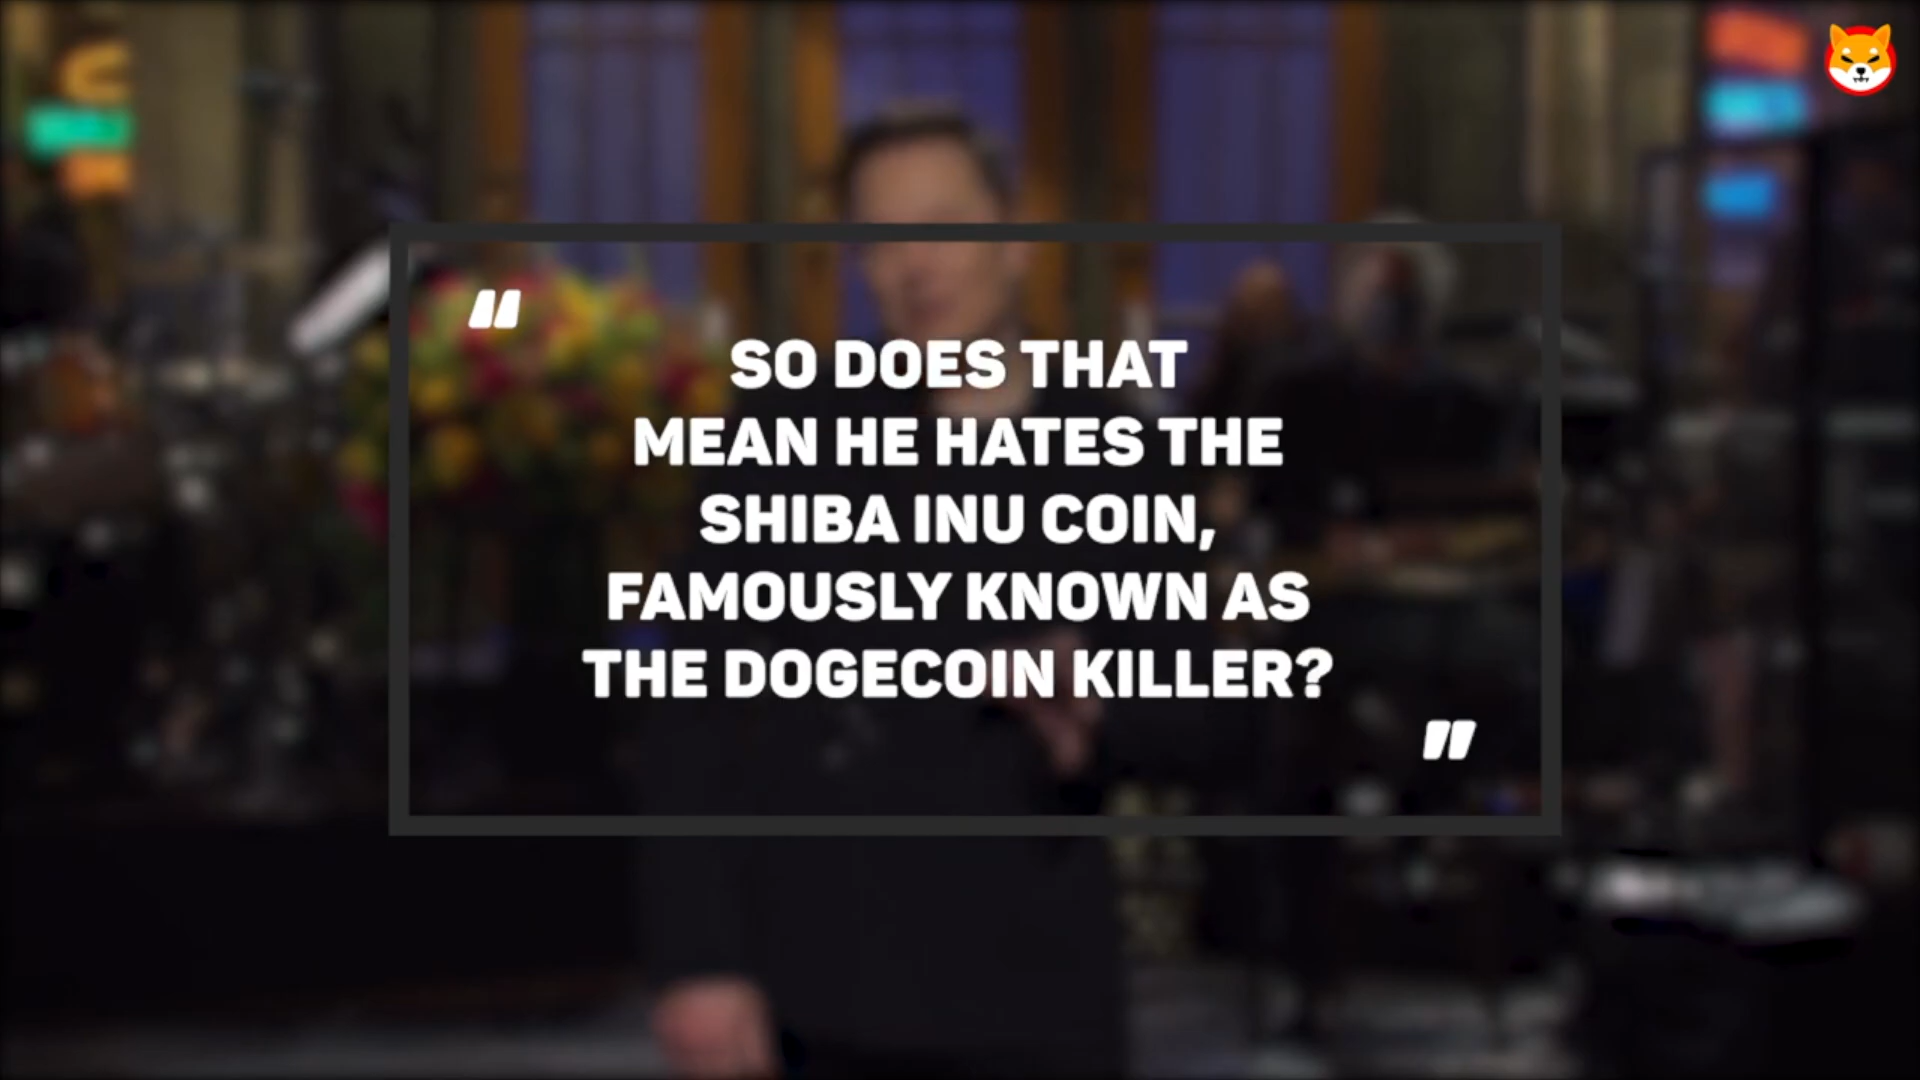 "
SO DOES THAT
MEAN HE HATES THE
SHIBA INU COIN,
FAMOUSLY KNOWN AS
THE DOGECOIN KILLER?
"